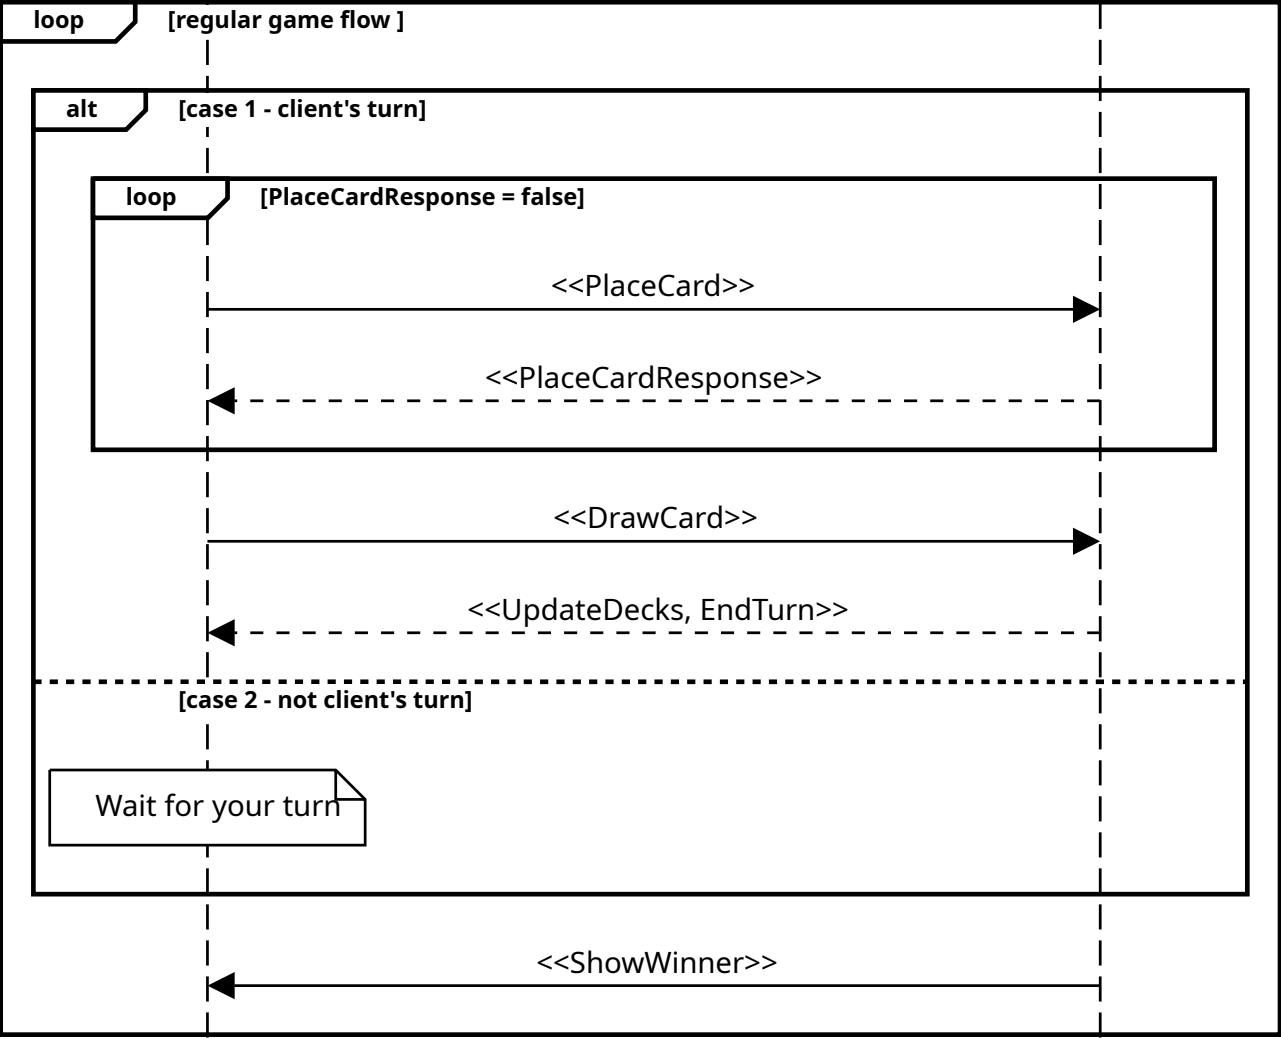 loop [regular game flow ]
alt [case 1 - client's turn]
loop [PlaceCardResponse = false]
<<PlaceCard>>
<<PlaceCardResponse>>
<<DrawCard>>
<<UpdateDecks, EndTurn>>
[case 2 - not client's turn]
Wait for your turn
<<ShowWinner>>